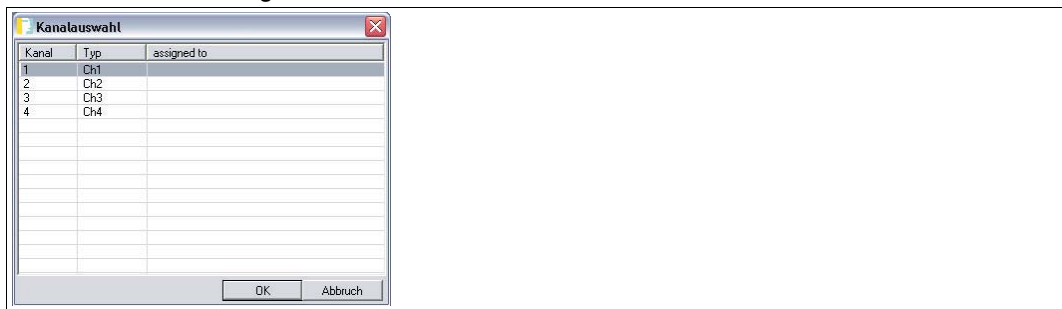 Kanalauswahl
Kanal Typ assigned to
1 Ch1
2 Ch2
3 Ch3
4 Ch4
OK Abbruch